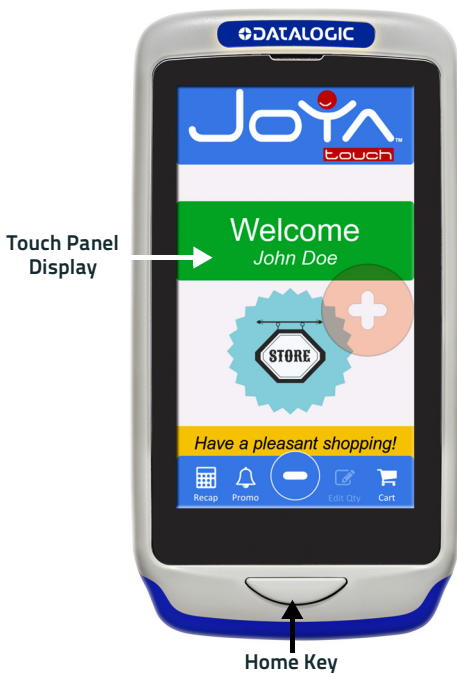 DATALOGIC
JOYA™
touch
Welcome
John Doe
Touch Panel
Display
STORE
Have a pleasant shopping!
Recap Promo Edit Qty Cart
Home Key